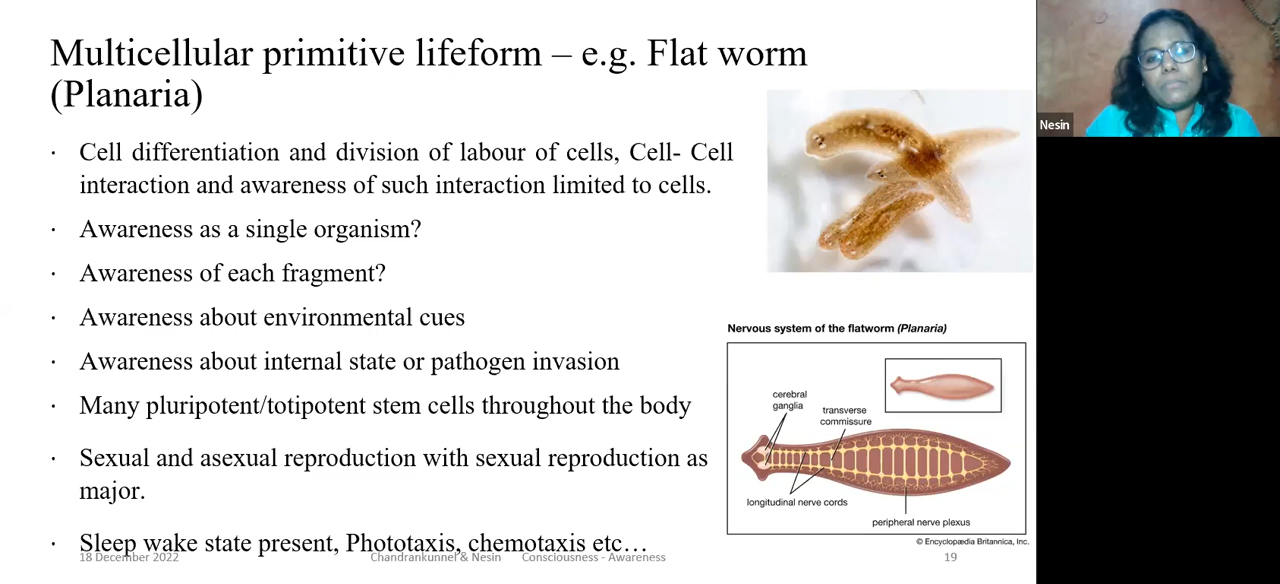 Multicellular primitive lifeform – e.g. Flat worm
(Planaria)
· Cell differentiation and division of labour of cells, Cell- Cell
interaction and awareness of such interaction limited to cells.
· Awareness as a single organism?
· Awareness of each fragment?
· Awareness about environmental cues
· Awareness about internal state or pathogen invasion
· Many pluripotent/totipotent stem cells throughout the body
· Sexual and asexual reproduction with sexual reproduction as
major.
· Sleep wake state present, Phototaxis, chemotaxis etc…
Nervous system of the flatworm (Planaria)
cerebral
ganglia
transverse
commissure
longitudinal nerve cords
peripheral nerve plexus
© Encyclopædia Britannica, Inc.
18 December 2022
Chandrankunnel & Nesin Consciousness - Awareness
19
Nesin